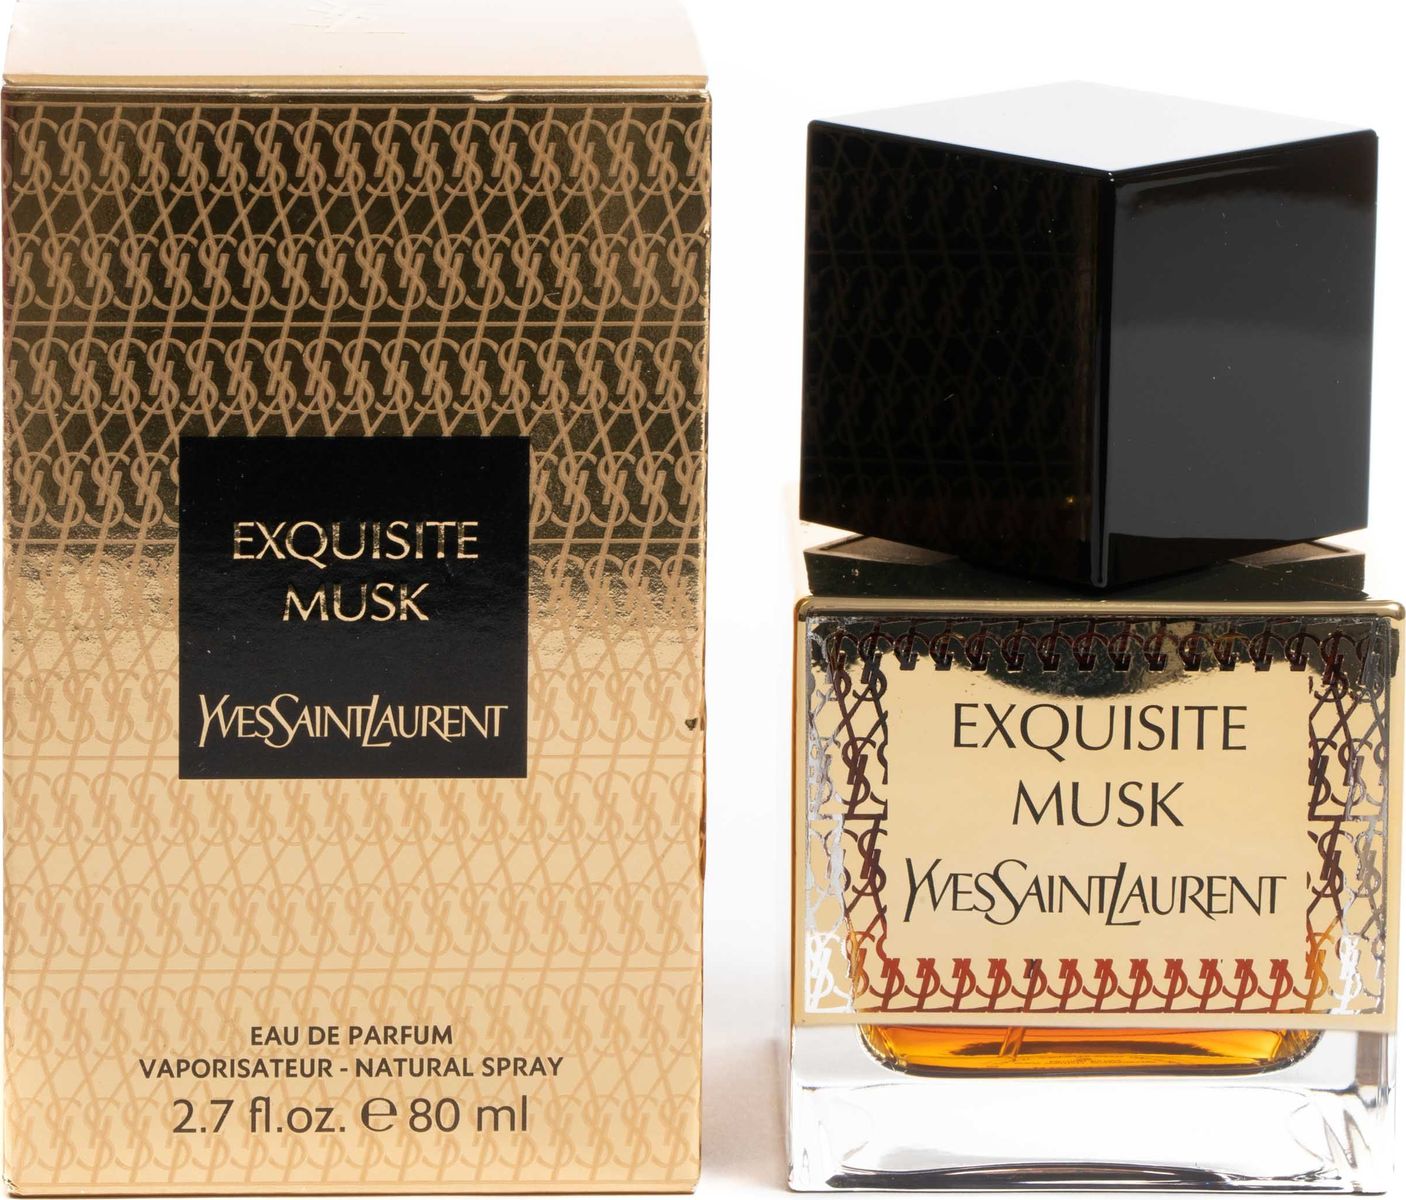 EXQUISITE
MUSK
YVESSAINTLAURENT
EAU DE PARFUM
VAPORISATEUR - NATURAL SPRAY
2.7 fl.oz. ℮ 80 ml
EXQUISITE
MUSK
YVESSAINTLAURENT